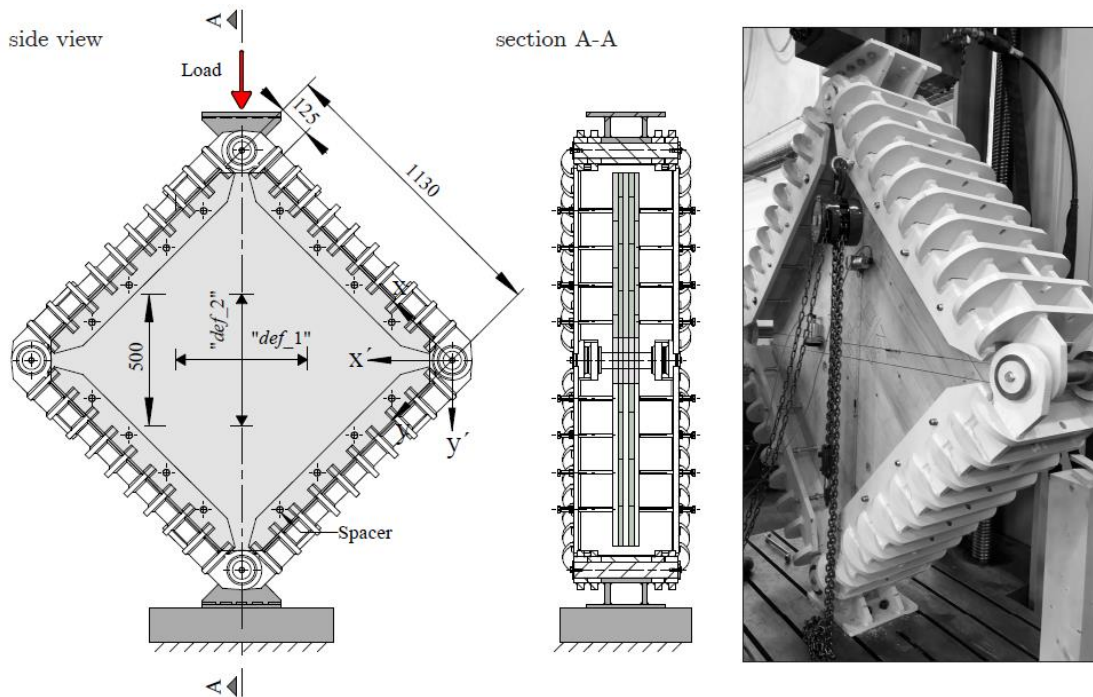 side view
A
section A-A
Load
125
1130
x
"def_2"
"def_1"
500
x´
y
y´
Spacer
A